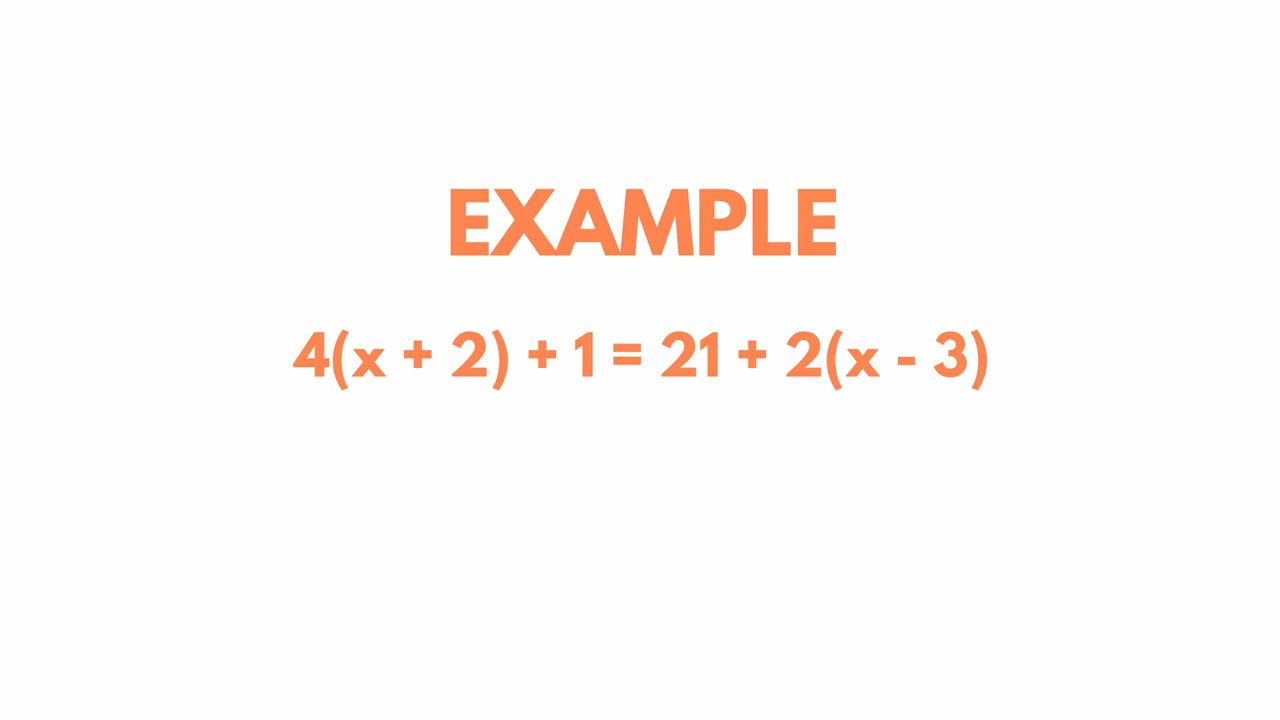 EXAMPLE
4(x + 2) + 1 = 21 + 2(x - 3)